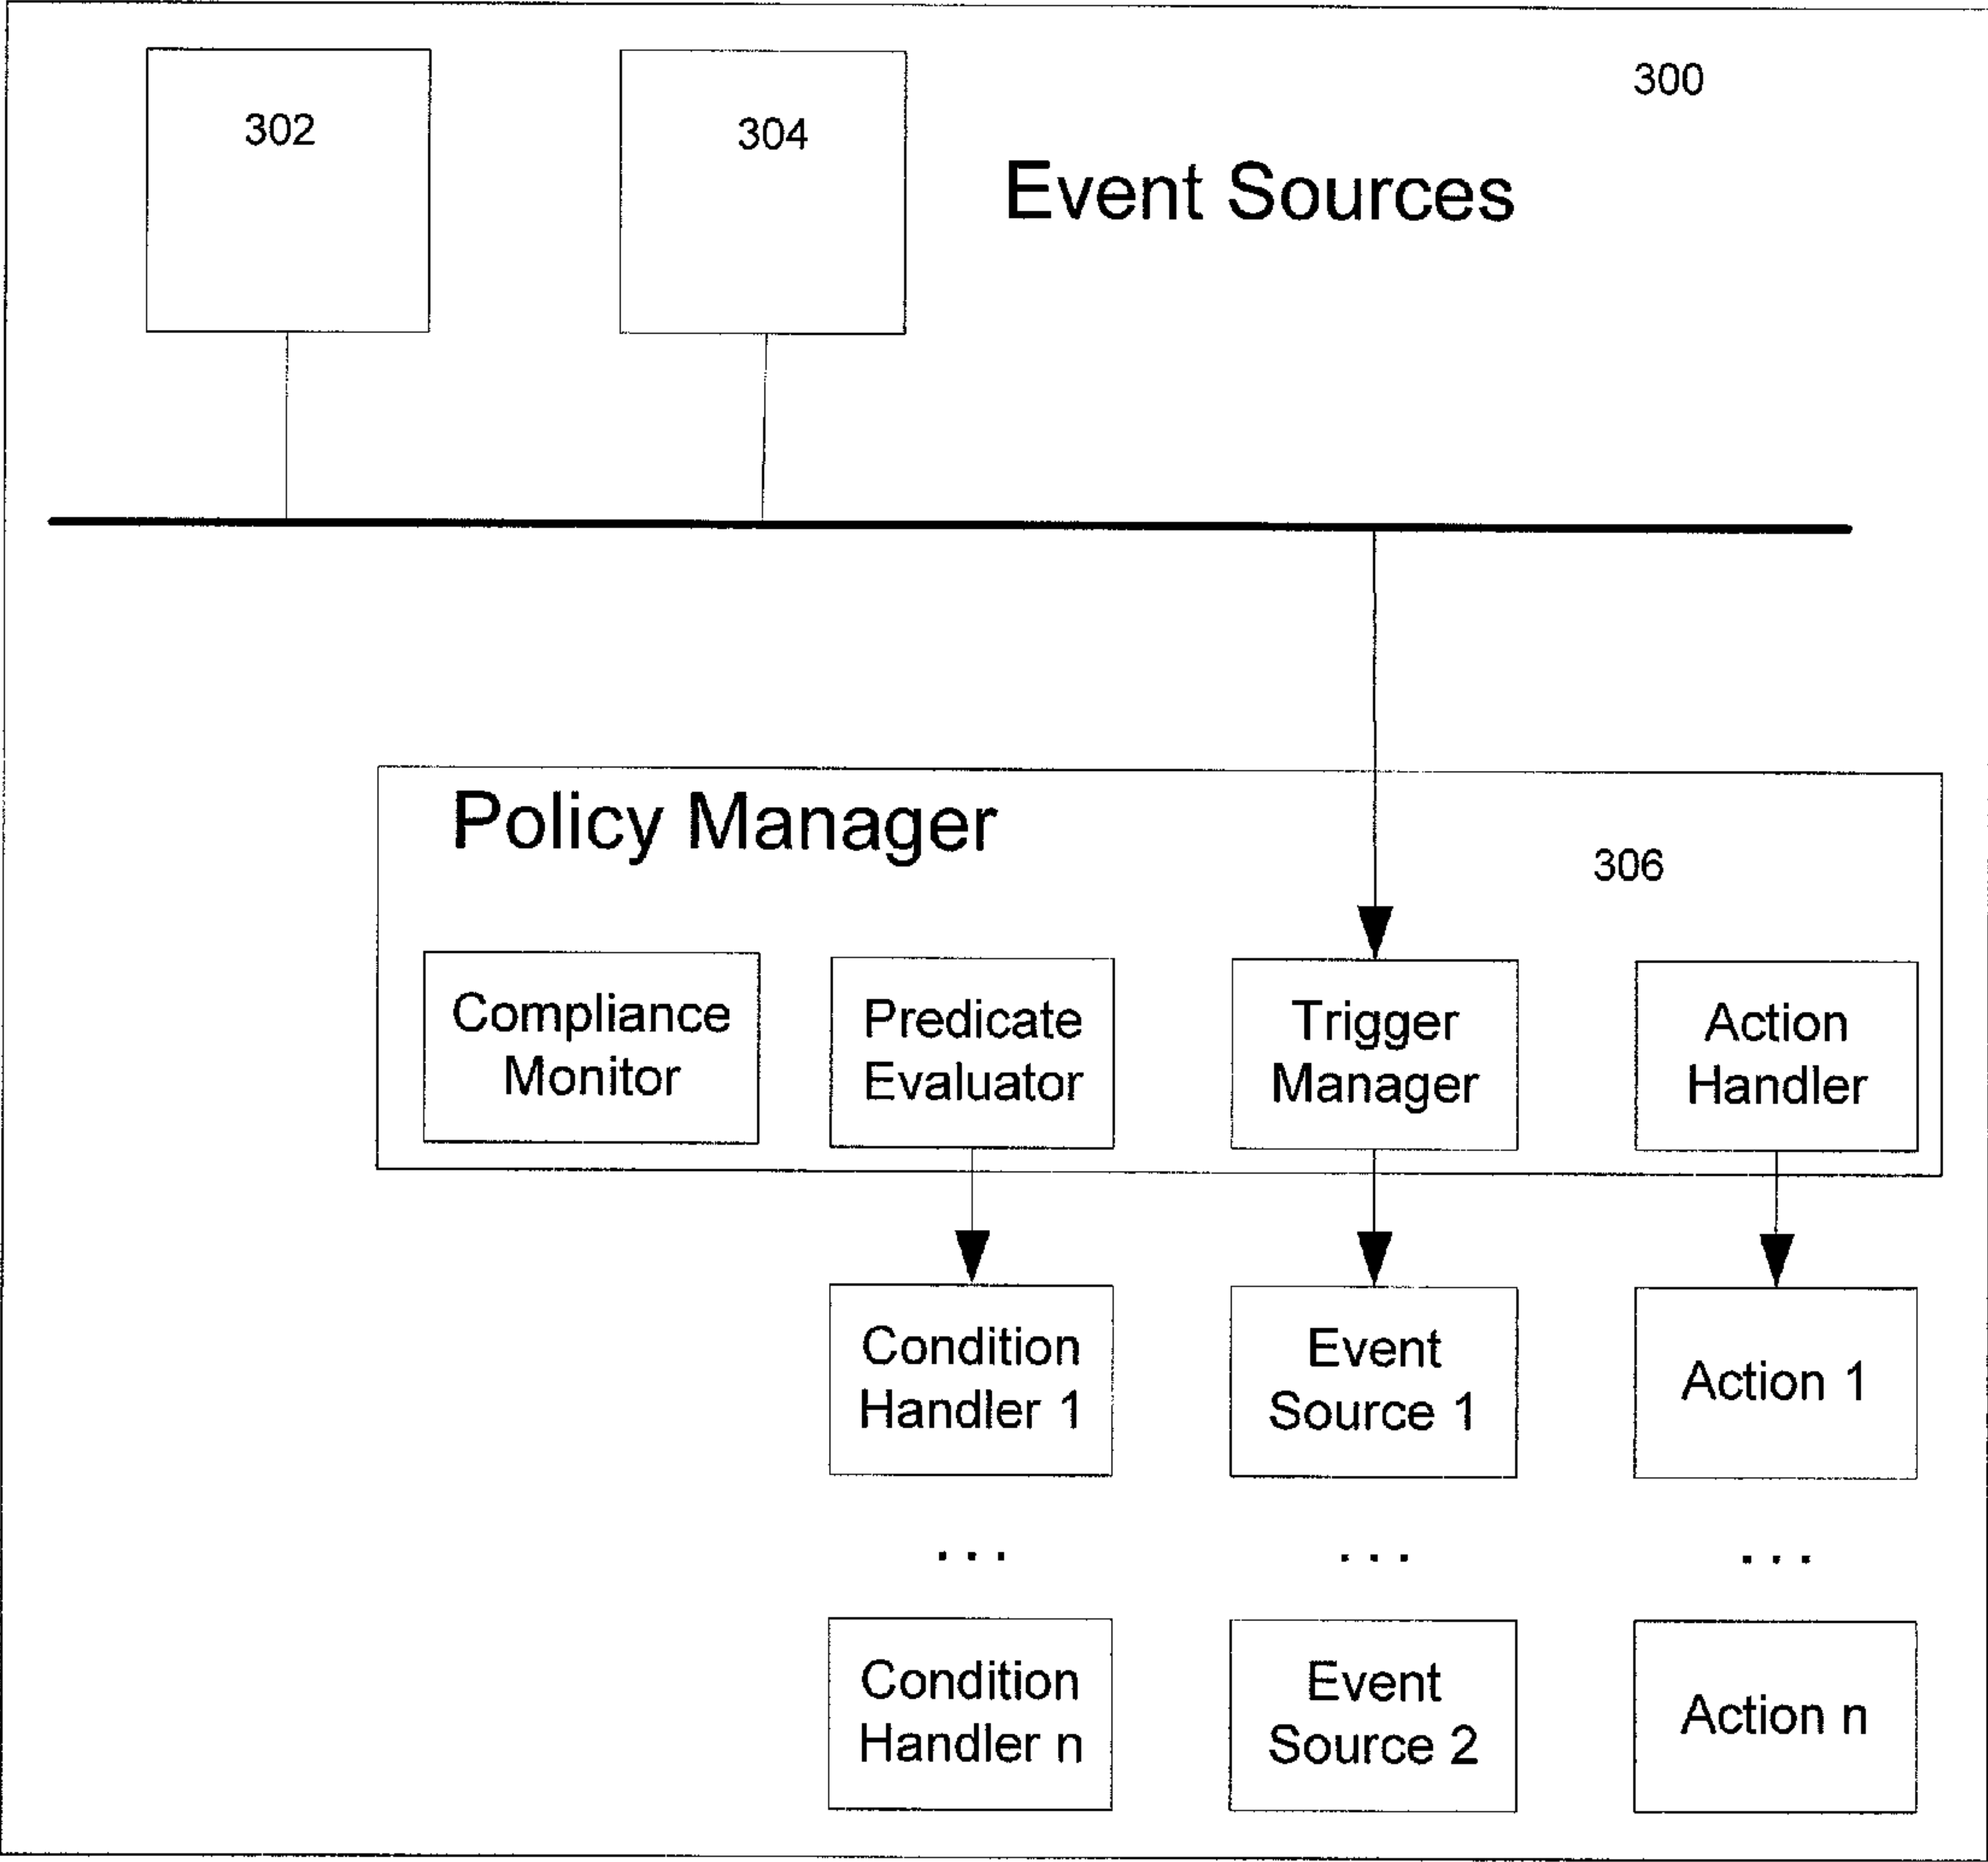 300
302
304
Event Sources
Policy Manager
306
Compliance
Monitor
Predicate
Evaluator
Trigger
Manager
Action
Handler
Condition
Handler 1
Event
Source 1
Action 1
...
...
...
Condition
Handler n
Event
Source 2
Action n